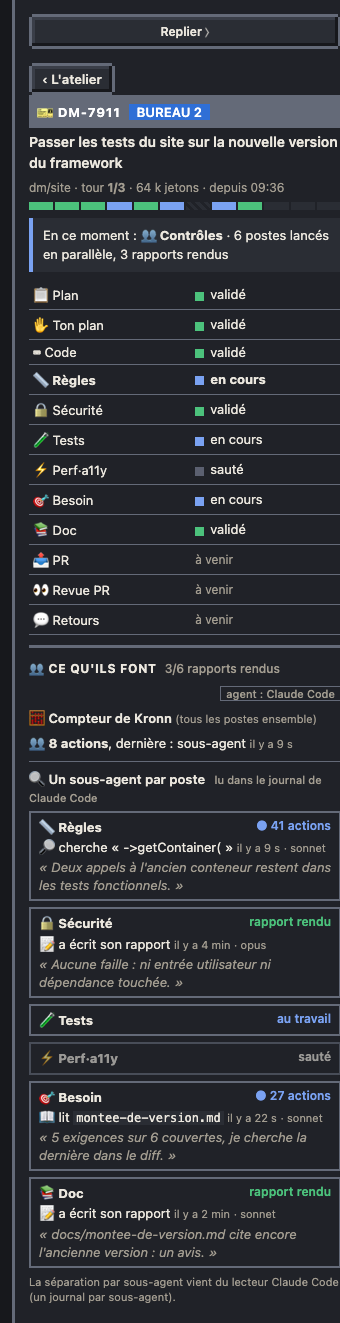 Replier ›
‹ L'atelier
DM-7911 BUREAU 2
Passer les tests du site sur la nouvelle version
du framework
dm/site · tour 1/3 · 64 k jetons · depuis 09:36
En ce moment : Contrôles · 6 postes lancés
en parallèle, 3 rapports rendus
Plan validé
Ton plan validé
Code validé
Règles en cours
Sécurité validé
Tests en cours
Perf·a11y sauté
Besoin en cours
Doc validé
PR à venir
Revue PR à venir
Retours à venir
CE QU'ILS FONT 3/6 rapports rendus
agent : Claude Code
Compteur de Kronn (tous les postes ensemble)
8 actions, dernière : sous-agent il y a 9 s
Un sous-agent par poste lu dans le journal de
Claude Code
Règles 41 actions
cherche « ->getContainer( » il y a 9 s · sonnet
« Deux appels à l'ancien conteneur restent dans
les tests fonctionnels. »
Sécurité rapport rendu
a écrit son rapport il y a 4 min · opus
« Aucune faille : ni entrée utilisateur ni
dépendance touchée. »
Tests au travail
Perf·a11y sauté
Besoin 27 actions
lit montee-de-version.md il y a 22 s · sonnet
« 5 exigences sur 6 couvertes, je cherche la
dernière dans le diff. »
Doc rapport rendu
a écrit son rapport il y a 2 min · sonnet
« docs/montee-de-version.md cite encore
l'ancienne version : un avis. »
La séparation par sous-agent vient du lecteur Claude Code
(un journal par sous-agent).